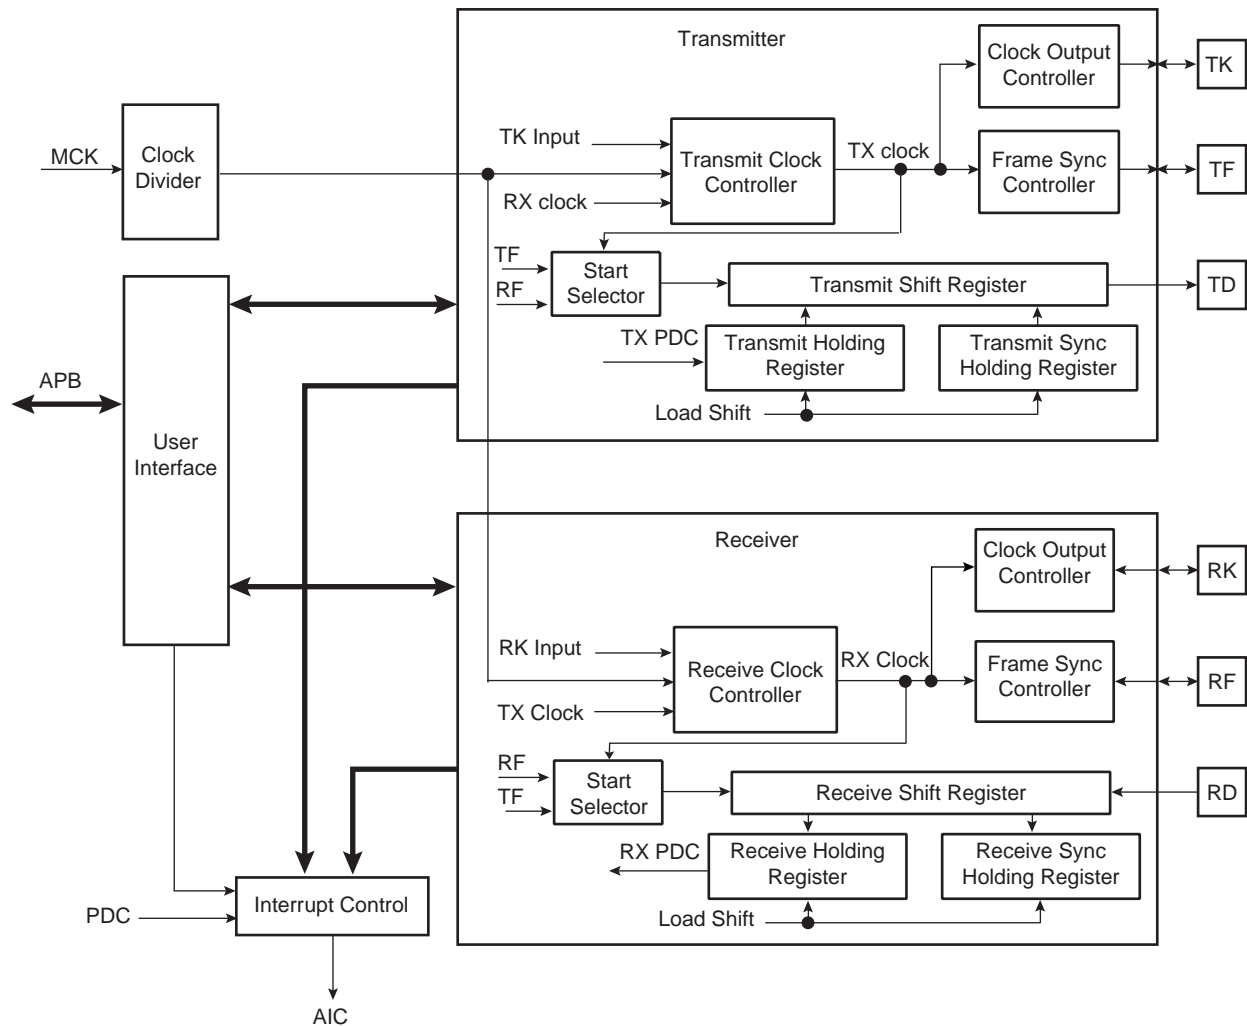 Transmitter
Clock Output
Controller
TK
MCK
Clock
Divider
TK Input
Transmit Clock
Controller
TX clock
Frame Sync
Controller
TF
RX clock
TF
RF
Start
Selector
Transmit Shift Register
TD
TX PDC
Transmit Holding
Register
Transmit Sync
Holding Register
Load Shift
APB
User
Interface
Receiver
Clock Output
Controller
RK
RK Input
Receive Clock
Controller
RX Clock
Frame Sync
Controller
RF
TX Clock
RF
TF
Start
Selector
Receive Shift Register
RD
RX PDC
Receive Holding
Register
Receive Sync
Holding Register
Load Shift
PDC
Interrupt Control
AIC